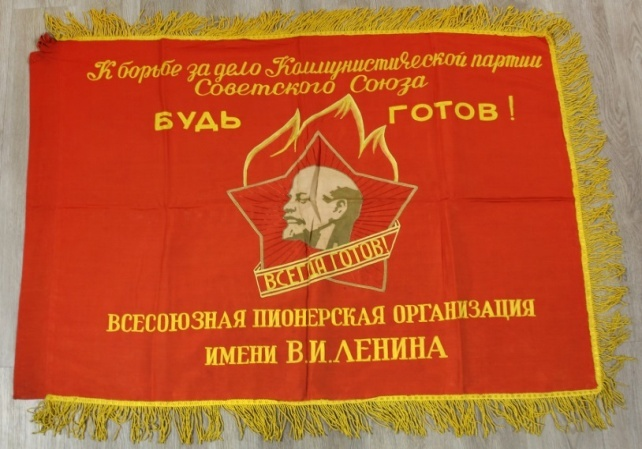 К борьбе за дело Коммунистической партии
Советского Союза
БУДЬ ГОТОВ!
ВСЕГДА ГОТОВ!
ВСЕСОЮЗНАЯ ПИОНЕРСКАЯ ОРГАНИЗАЦИЯ
ИМЕНИ В.И.ЛЕНИНА